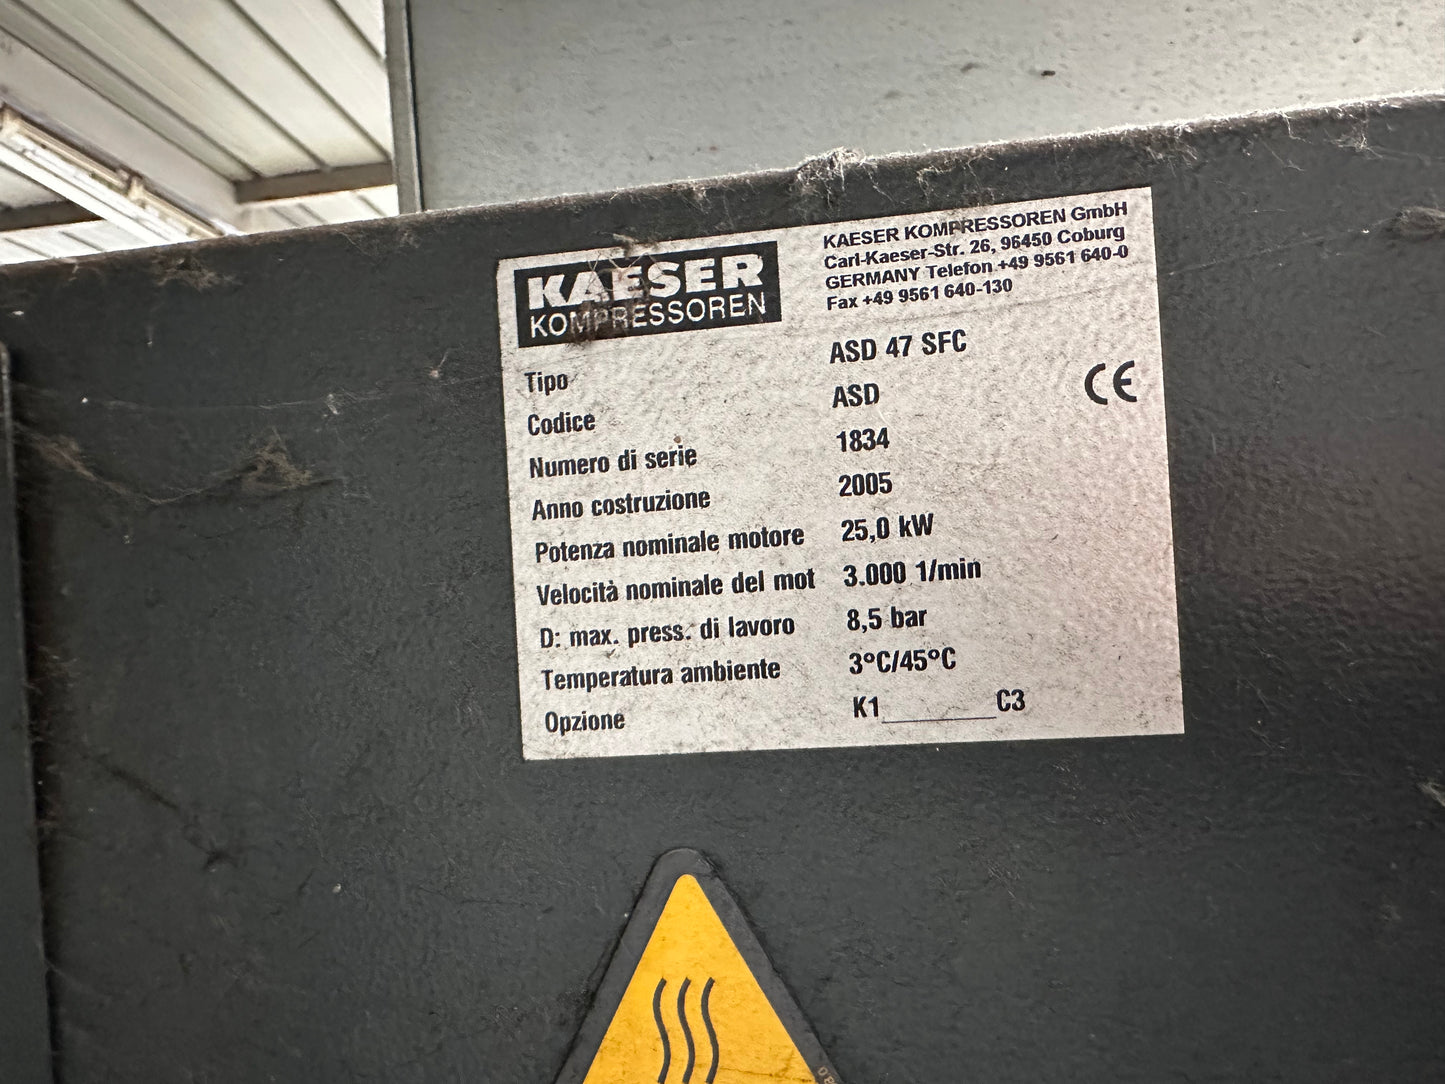 KAESER
KOMPRESSOREN
KAESER KOMPRESSOREN GmbH
Carl-Kaeser-Str. 26, 96450 Coburg
GERMANY Telefon +49 9561 640-0
Fax +49 9561 640-130
Tipo ASD 47 SFC
Codice ASD
CE
Numero di serie 1834
Anno costruzione 2005
Potenza nominale motore 25,0 kW
Velocità nominale del mot 3.000 1/min
D: max. press. di lavoro 8,5 bar
Temperatura ambiente 3°C/45°C
Opzione K1________C3